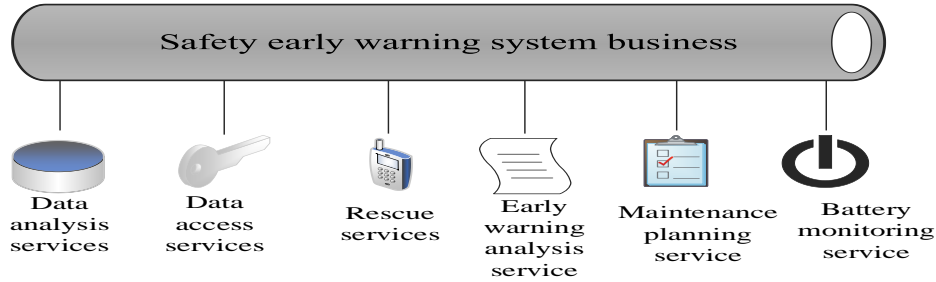 Safety early warning system business
Data
analysis
services
Data
access
services
Rescue
services
Early
warning
analysis
service
Maintenance
planning
service
Battery
monitoring
service